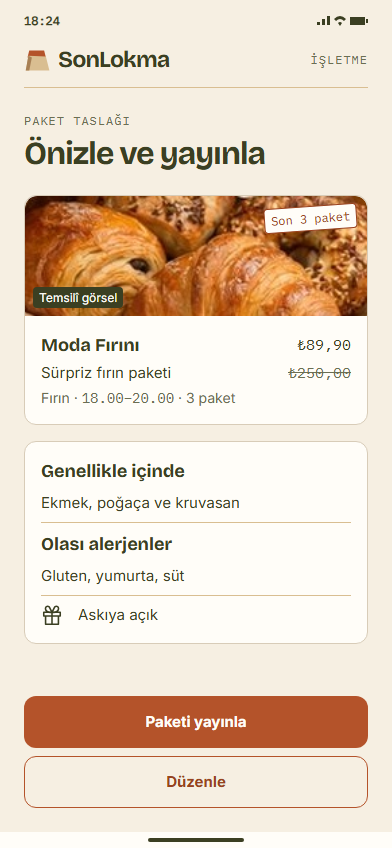 18:24
SonLokma
İŞLETME
PAKET TASLAĞI
Önizle ve yayınla
Son 3 paket
Temsilî görsel
Moda Fırını
₺89,90
Sürpriz fırın paketi
₺250,00
Fırın · 18.00–20.00 · 3 paket
Genellikle içinde
Ekmek, poğaça ve kruvasan
Olası alerjenler
Gluten, yumurta, süt
Askıya açık
Paketi yayınla
Düzenle